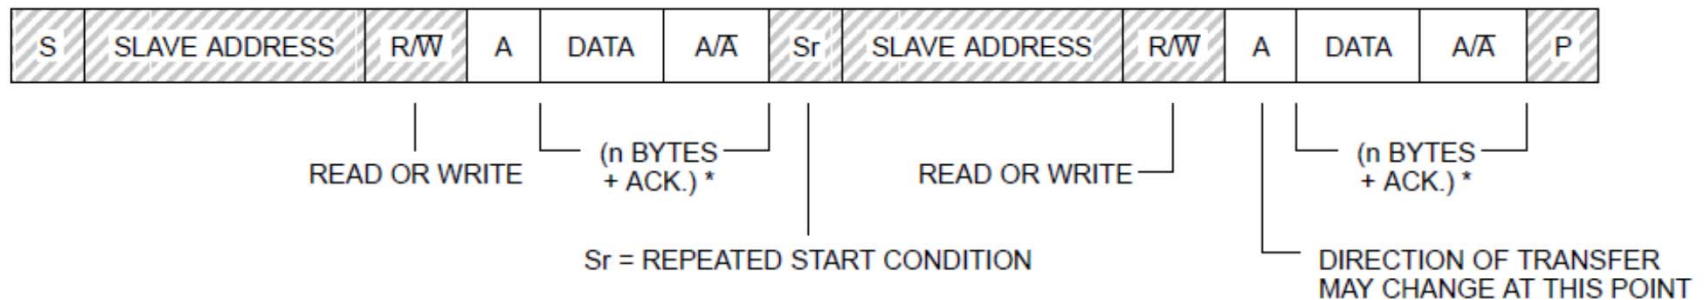 S SLAVE ADDRESS R/W̅ A DATA A/A̅ Sr SLAVE ADDRESS R/W̅ A DATA A/A̅ P
READ OR WRITE
(n BYTES
+ ACK.) *
READ OR WRITE
(n BYTES
+ ACK.) *
Sr = REPEATED START CONDITION
DIRECTION OF TRANSFER
MAY CHANGE AT THIS POINT